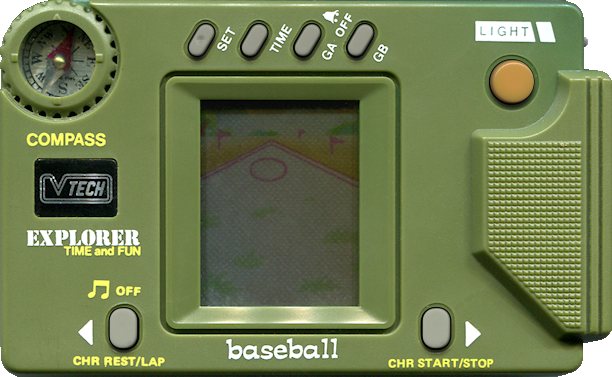 SET
TIME
GA OFF
GB
LIGHT
COMPASS
VTECH
EXPLORER
TIME and FUN
OFF
CHR REST/LAP
baseball
CHR START/STOP